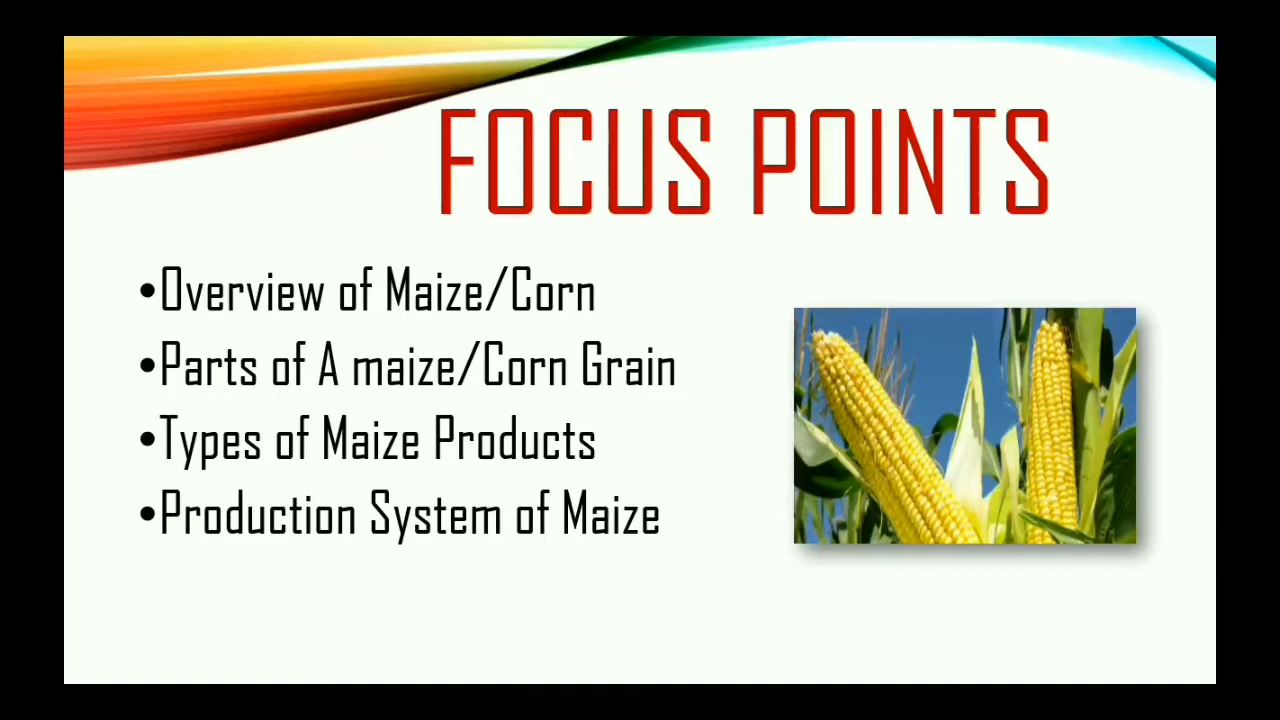 FOCUS POINTS
•Overview of Maize/Corn
•Parts of A maize/Corn Grain
•Types of Maize Products
•Production System of Maize